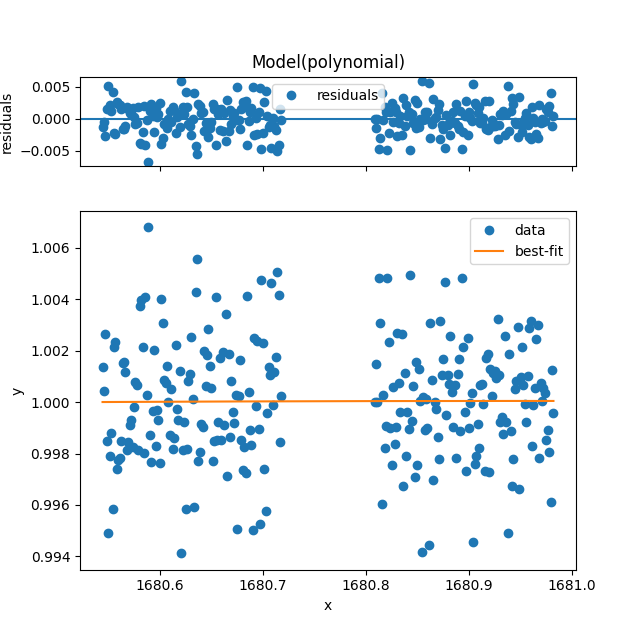 Model(polynomial)
0.005
0.000
−0.005
residuals
residuals
1.006
1.004
1.002
1.000
0.998
0.996
0.994
y
data
best-fit
1680.6 1680.7 1680.8 1680.9 1681.0
x